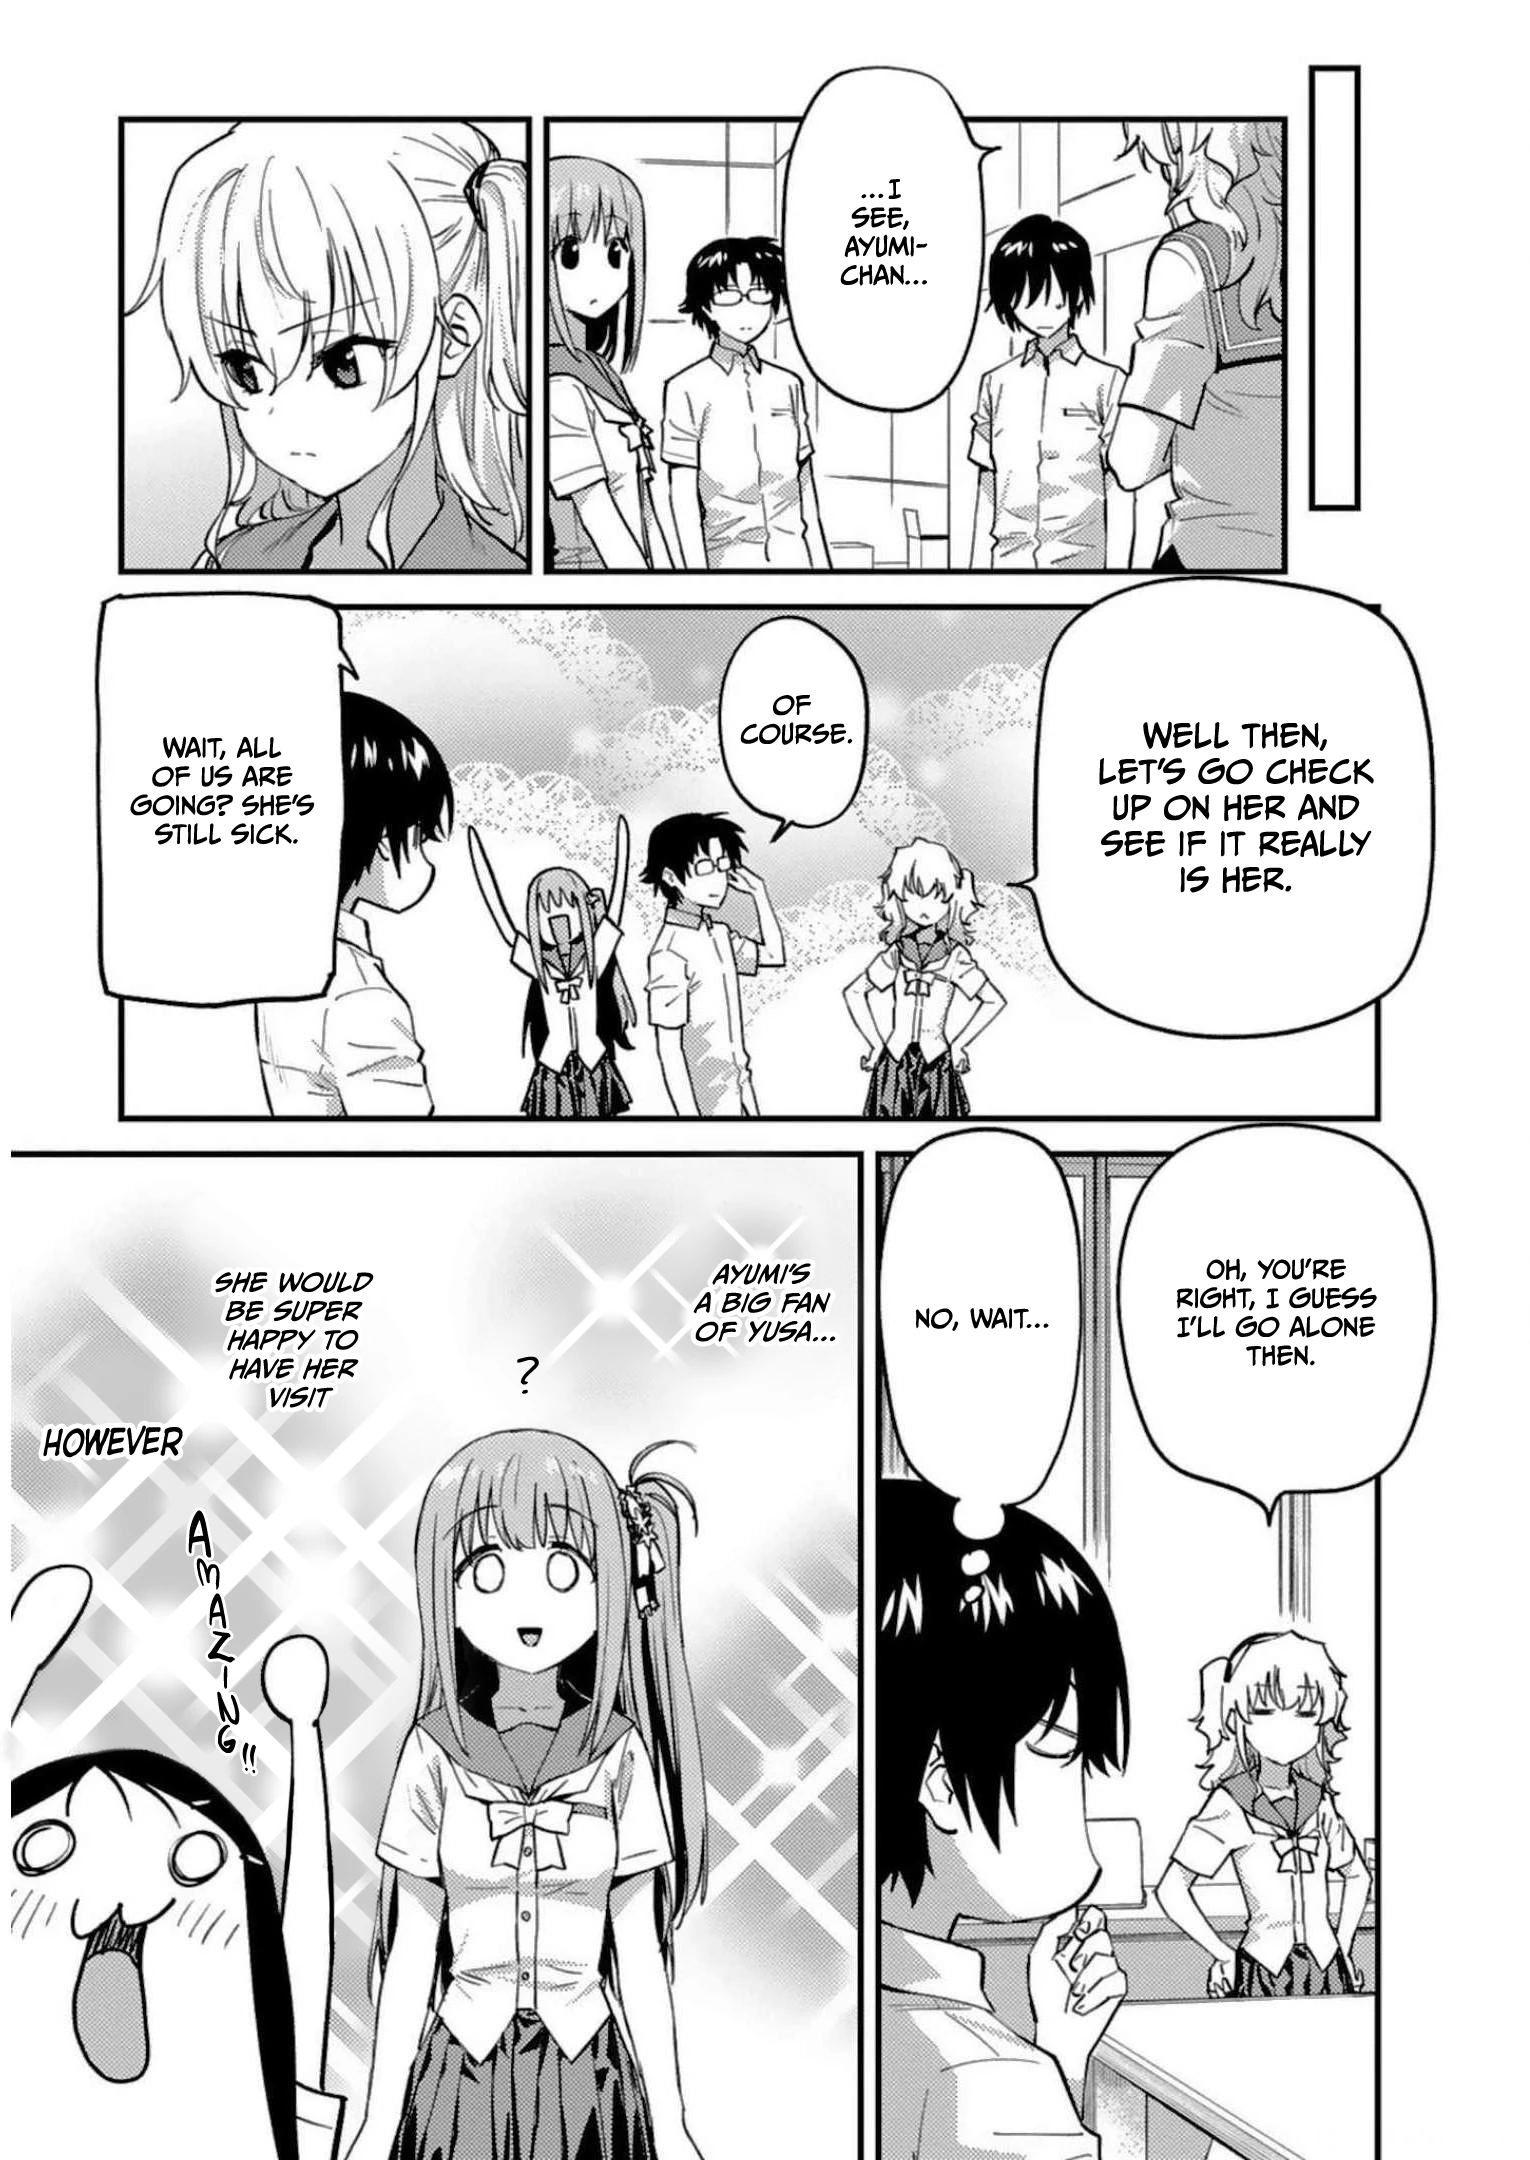 ...I
SEE,
AYUMI-
CHAN...
WELL THEN,
LET'S GO CHECK
UP ON HER AND
SEE IF IT REALLY
IS HER.
OF
COURSE.
WAIT, ALL
OF US ARE
GOING? SHE'S
STILL SICK.
OH, YOU'RE
RIGHT, I GUESS
I'LL GO ALONE
THEN.
NO, WAIT...
AYUMI'S
A BIG FAN
OF YUSA...
?
SHE WOULD
BE SUPER
HAPPY TO
HAVE HER
VISIT
HOWEVER
AMAZING!!